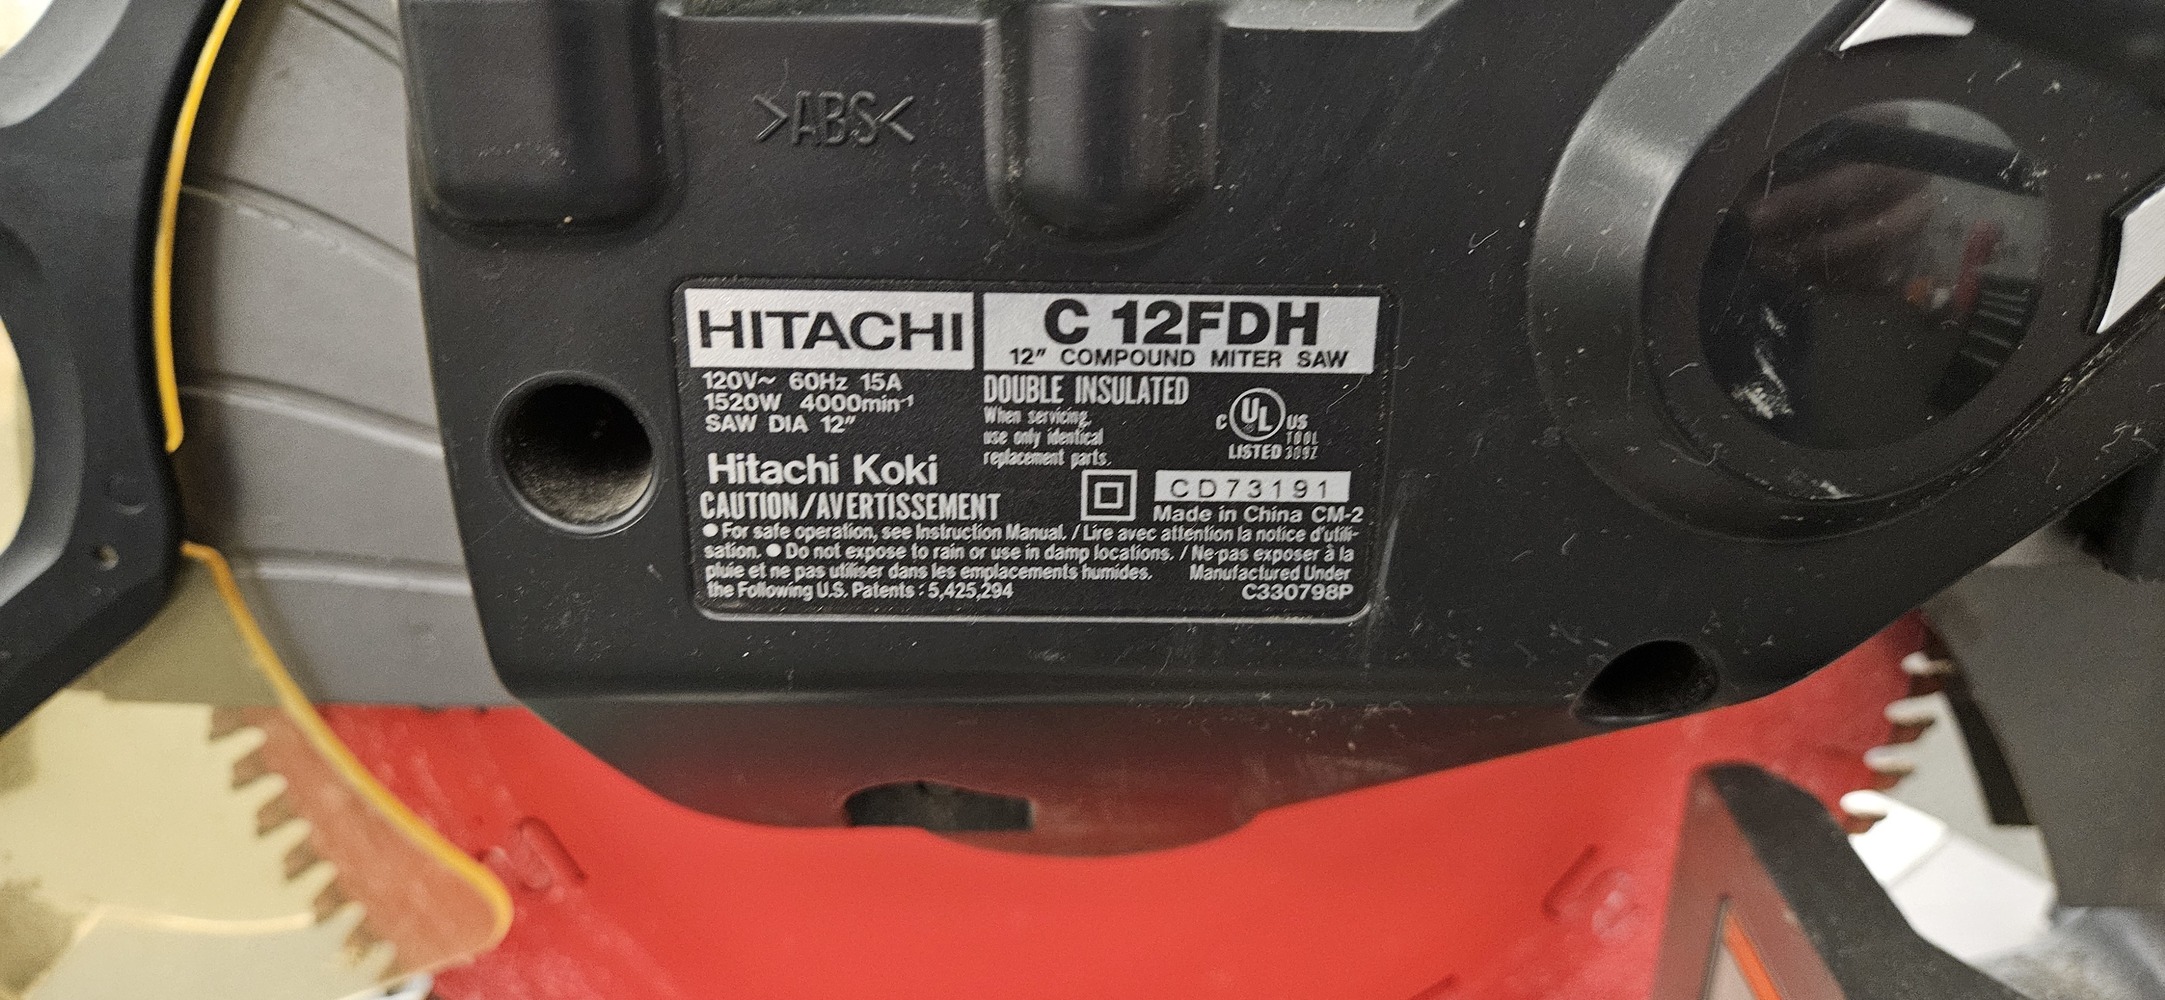 >ABS<
HITACHI
C 12FDH
12" COMPOUND MITER SAW
120V~ 60Hz 15A
1520W 4000min-1
SAW DIA 12"
DOUBLE INSULATED
When servicing,
use only identical
replacement parts.
C UL US
LISTED
Hitachi Koki
CD73191
Made in China CM-2
CAUTION/AVERTISSEMENT
● For safe operation, see Instruction Manual. / Lire avec attention la notice d'utili-
sation. ● Do not expose to rain or use in damp locations. / Ne pas exposer à la
pluie et ne pas utiliser dans les emplacements humides. Manufactured Under
the Following U.S. Patents : 5,425,294 C330798P